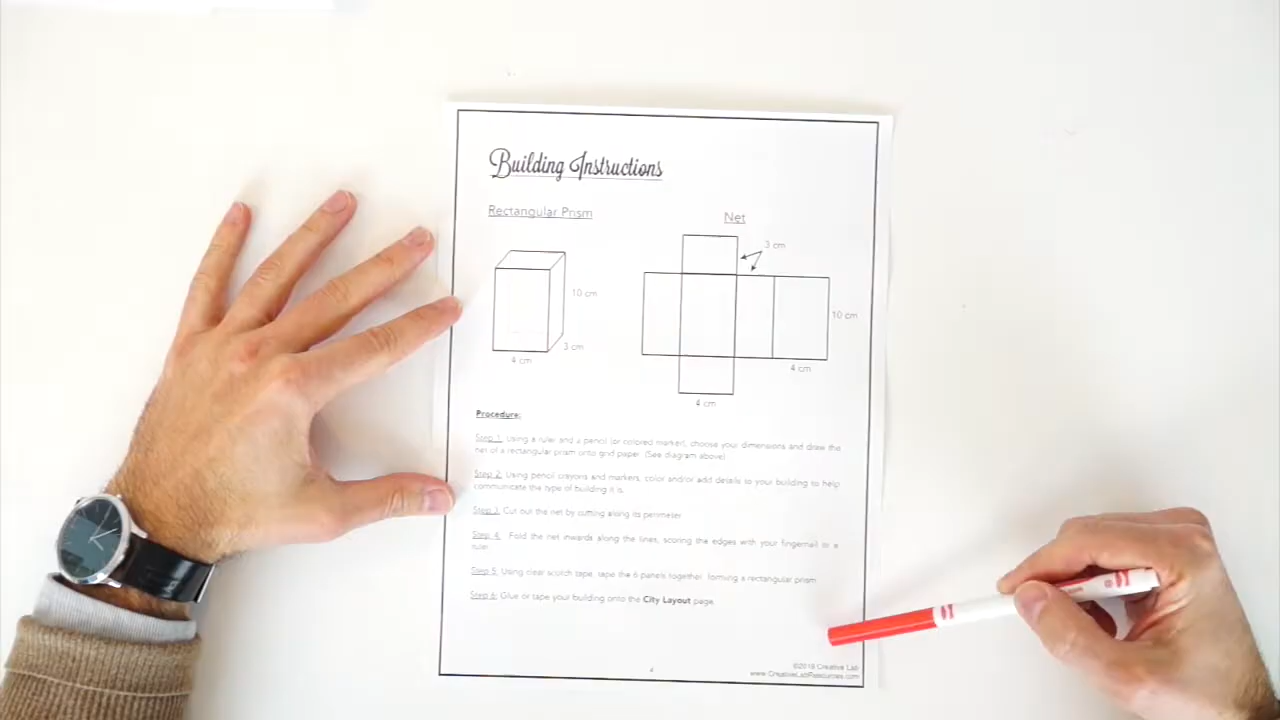 Building Instructions
Rectangular Prism
Net
3 cm
10 cm
3 cm
4 cm
10 cm
4 cm
4 cm
Procedure:
Step 1: Using a ruler and a pencil (or colored marker), choose your dimensions and draw the
net of a rectangular prism onto grid paper. (See diagram above)
Step 2: Using pencil crayons and markers, color and/or add details to your building to help
communicate the type of building it is.
Step 3: Cut out the net by cutting along its perimeter.
Step 4: Fold the net inwards along the lines, scoring the edges with your fingernail or a
ruler.
Step 5: Using clear scotch tape, tape the 6 panels together, forming a rectangular prism.
Step 6: Glue or tape your building onto the City Layout page.
©2018 Creative Lab
www.CreativeLabResources.com